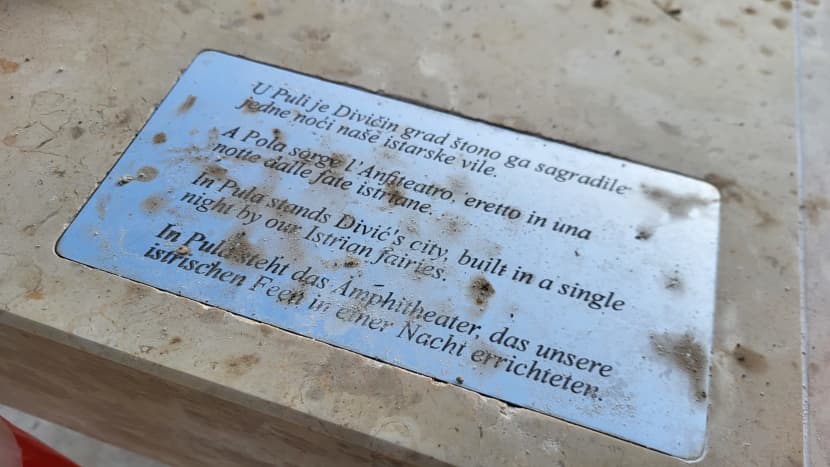 U Puli je Divićin grad štono ga sagradile
jedne noći naše istarske vile.
A Pola sorge l'Anfiteatro, eretto in una
notte dalle fate istriane.
In Pula stands Divić's city, built in a single
night by our Istrian fairies.
In Pula steht das Amphitheater, das unsere
istrischen Feen in einer Nacht errichteten.